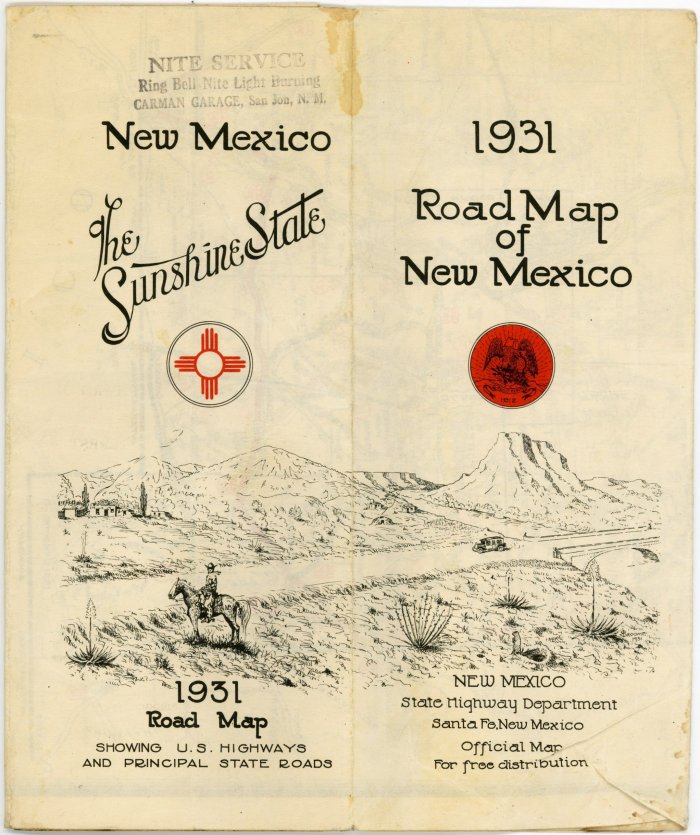 NITE SERVICE
Ring Bell Nite Light Burning
CARMAN GARAGE, San Jon, N. M.
New Mexico
The
Sunshine State
1931
Road Map
SHOWING U.S. HIGHWAYS
AND PRINCIPAL STATE ROADS
1931
Road Map
of
New Mexico
1912
NEW MEXICO
State Highway Department
Santa Fe, New Mexico
Official Map
For free distribution